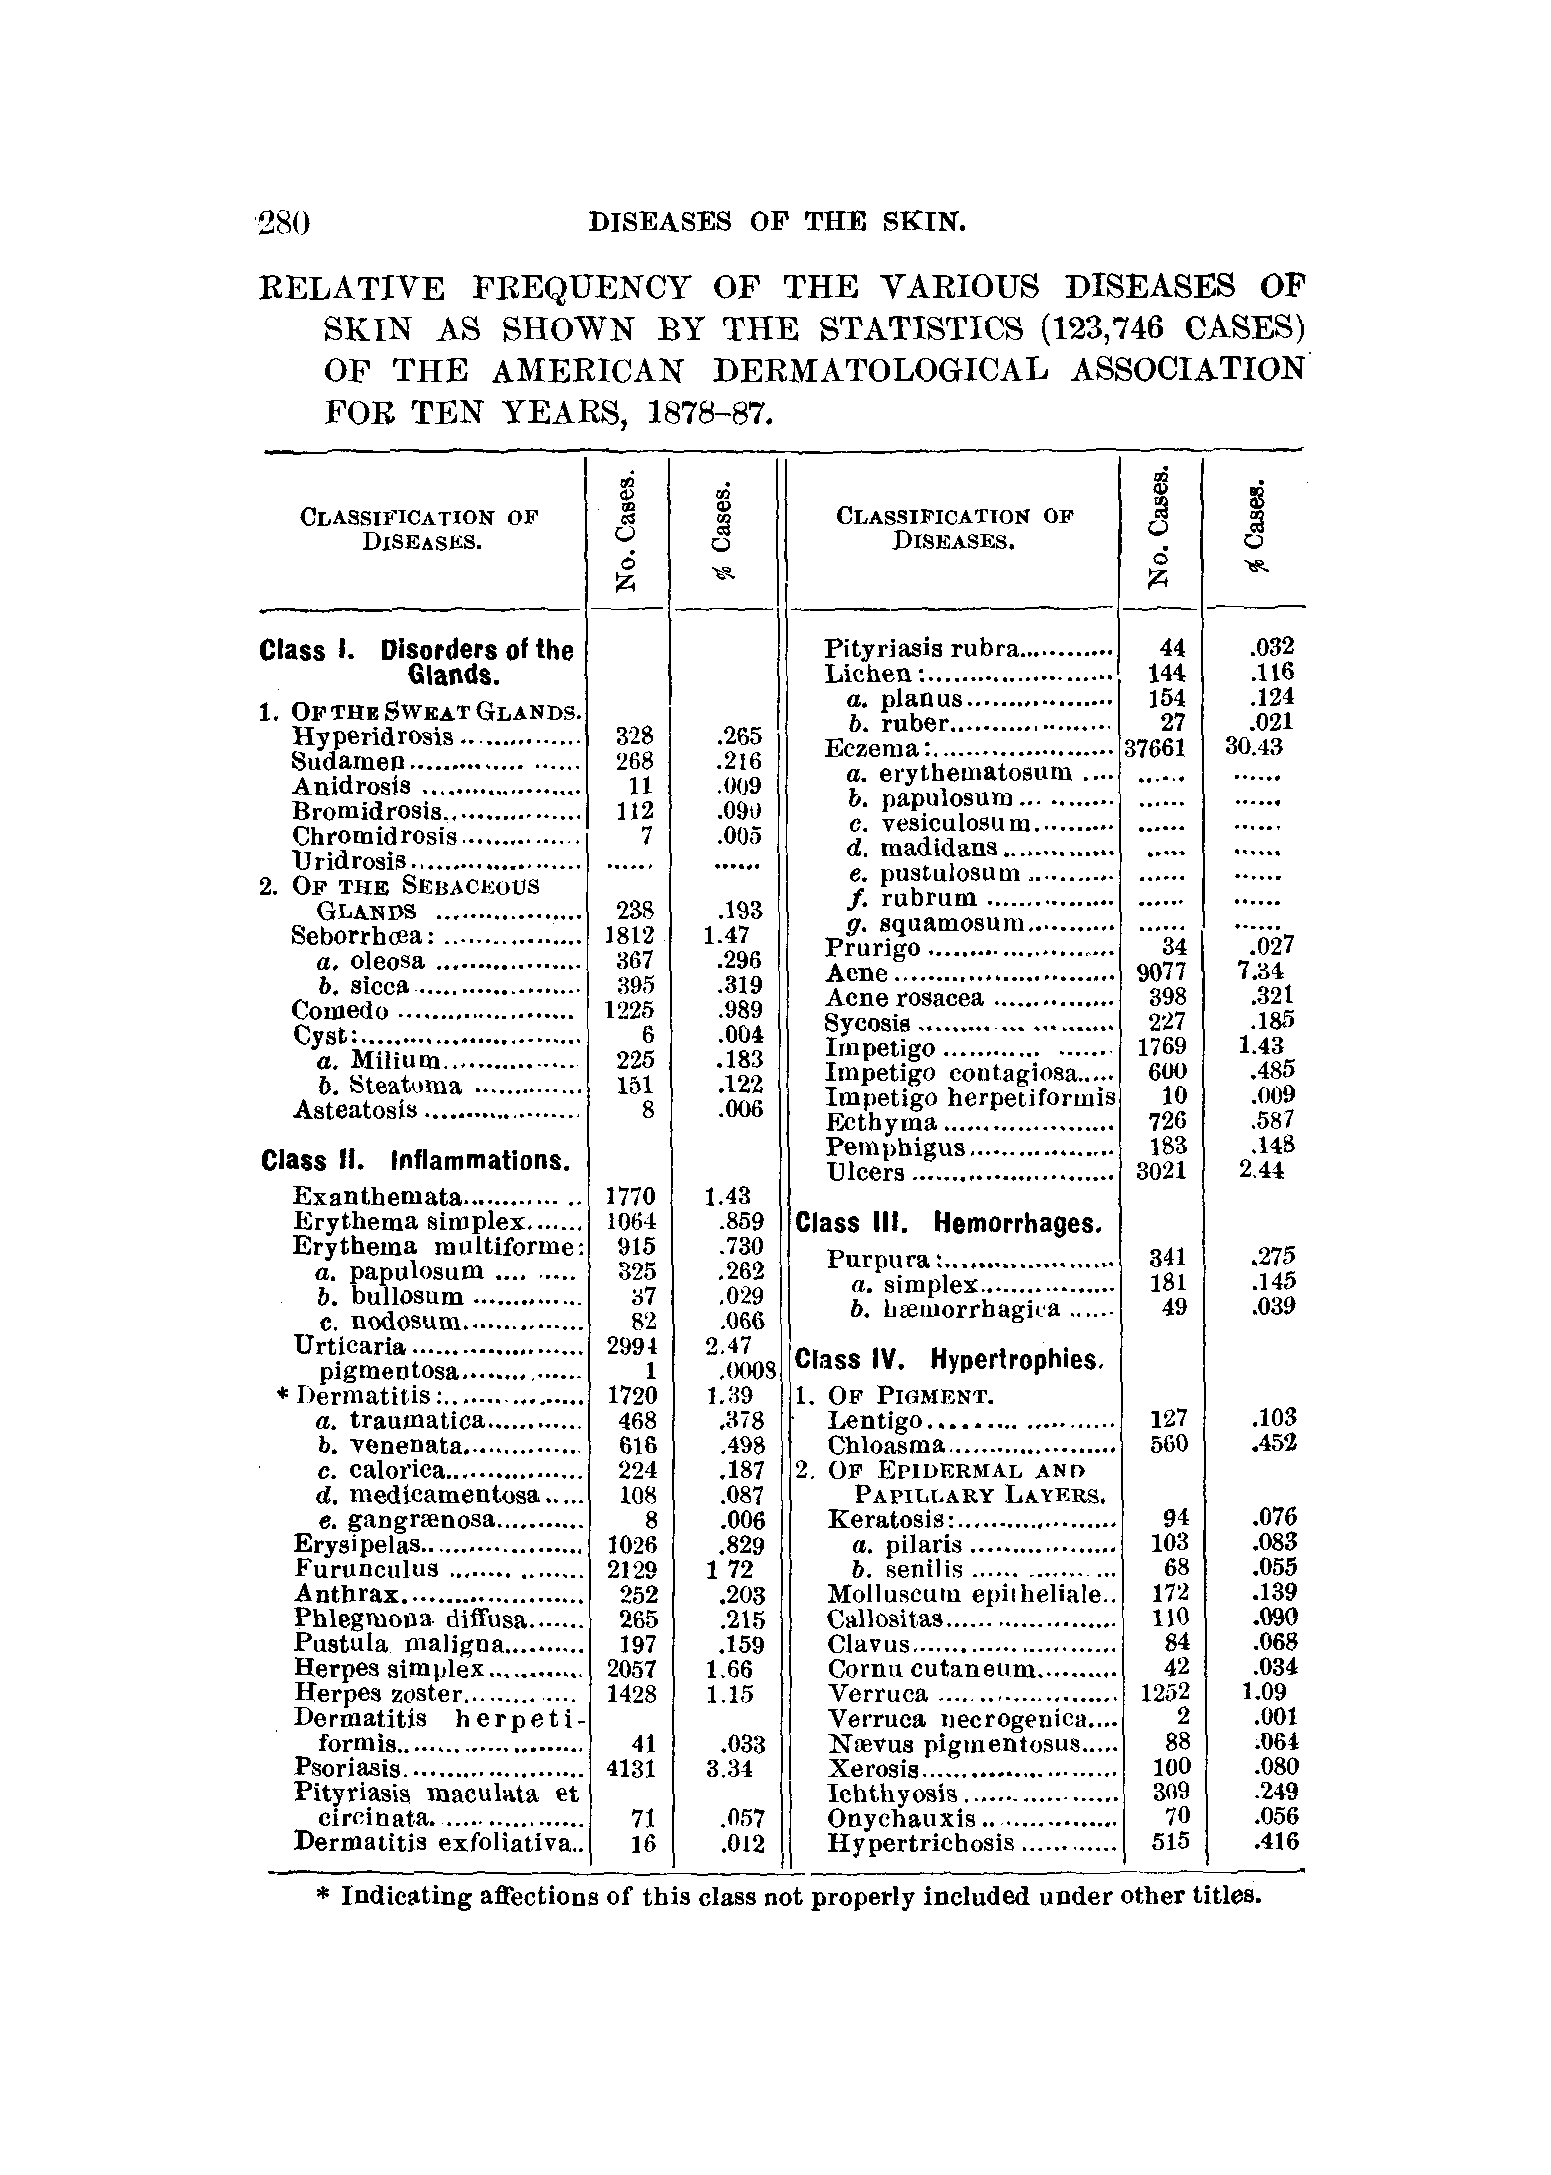 280 DISEASES OF THE SKIN.
RELATIVE FREQUENCY OF THE VARIOUS DISEASES OF
SKIN AS SHOWN BY THE STATISTICS (123,746 CASES)
OF THE AMERICAN DERMATOLOGICAL ASSOCIATION
FOR TEN YEARS, 1878-87.
CLASSIFICATION OF
DISEASES.
No. Cases.
% Cases.
Class I. Disorders of the
Glands.
1. OF THE SWEAT GLANDS.
Hyperidrosis .............. 328 .265
Sudamen .............. 268 .216
Anidrosis .............. 11 .009
Bromidrosis .............. 112 .090
Chromidrosis .............. 7 .005
Uridrosis .............. ...... ......
2. OF THE SEBACEOUS
GLANDS .............. 238 .193
Seborrhœa: .............. 1812 1.47
a. oleosa .............. 367 .296
b. sicca .............. 395 .319
Comedo .............. 1225 .989
Cyst: .............. 6 .004
a. Milium .............. 225 .183
b. Steatoma .............. 151 .122
Asteatosis .............. 8 .006
Class II. Inflammations.
Exanthemata .............. 1770 1.43
Erythema simplex ....... 1064 .859
Erythema multiforme: 915 .730
a. papulosum .......... 325 .262
b. bullosum .............. 37 .029
c. nodosum .............. 82 .066
Urticaria .............. 2994 2.47
pigmentosa .............. 1 .0008
* Dermatitis: .............. 1720 1.39
a. traumatica ............ 468 .378
b. venenata .............. 616 .498
c. calorica .............. 224 .187
d. medicamentosa ..... 108 .087
e. gangrænosa ........... 8 .006
Erysipelas .............. 1026 .829
Furunculus .............. 2129 1 72
Anthrax .............. 252 .203
Phlegmona diffusa ....... 265 .215
Pustula maligna .......... 197 .159
Herpes simplex ............ 2057 1.66
Herpes zoster .............. 1428 1.15
Dermatitis herpeti-
formis .............. 41 .033
Psoriasis .............. 4131 3.34
Pityriasis maculata et
circinata .............. 71 .057
Dermatitis exfoliativa.. 16 .012
CLASSIFICATION OF
DISEASES.
No. Cases.
% Cases.
Pityriasis rubra ............ 44 .032
Lichen: .............. 144 .116
a. planus .............. 154 .124
b. ruber .............. 27 .021
Eczema: .............. 37661 30.43
a. erythematosum .... ...... ......
b. papulosum ........... ...... ......
c. vesiculosum .......... ...... ......
d. madidans .............. ..... ......
e. pustulosum ........... ...... ......
f. rubrum .............. ...... ......
g. squamosum ........... ...... ......
Prurigo .............. 34 .027
Acne .............. 9077 7.34
Acne rosacea .............. 398 .321
Sycosis .............. 227 .185
Impetigo .............. 1769 1.43
Impetigo contagiosa ..... 600 .485
Impetigo herpetiformis 10 .009
Ecthyma .............. 726 .587
Pemphigus .............. 183 .148
Ulcers .............. 3021 2.44
Class III. Hemorrhages.
Purpura: .............. 341 .275
a. simplex .............. 181 .145
b. hæmorrhagica ...... 49 .039
Class IV. Hypertrophies.
1. OF PIGMENT.
Lentigo .............. 127 .103
Chloasma .............. 560 .452
2. OF EPIDERMAL AND
PAPILLARY LAYERS.
Keratosis: .............. 94 .076
a. pilaris .............. 103 .083
b. senilis .............. 68 .055
Molluscum epitheliale.. 172 .139
Callositas .............. 110 .090
Clavus .............. 84 .068
Cornu cutaneum .......... 42 .034
Verruca .............. 1252 1.09
Verruca necrogenica .... 2 .001
Nævus pigmentosus ..... 88 .064
Xerosis .............. 100 .080
Ichthyosis .............. 309 .249
Onychauxis .............. 70 .056
Hypertrichosis ............ 515 .416
* Indicating affections of this class not properly included under other titles.